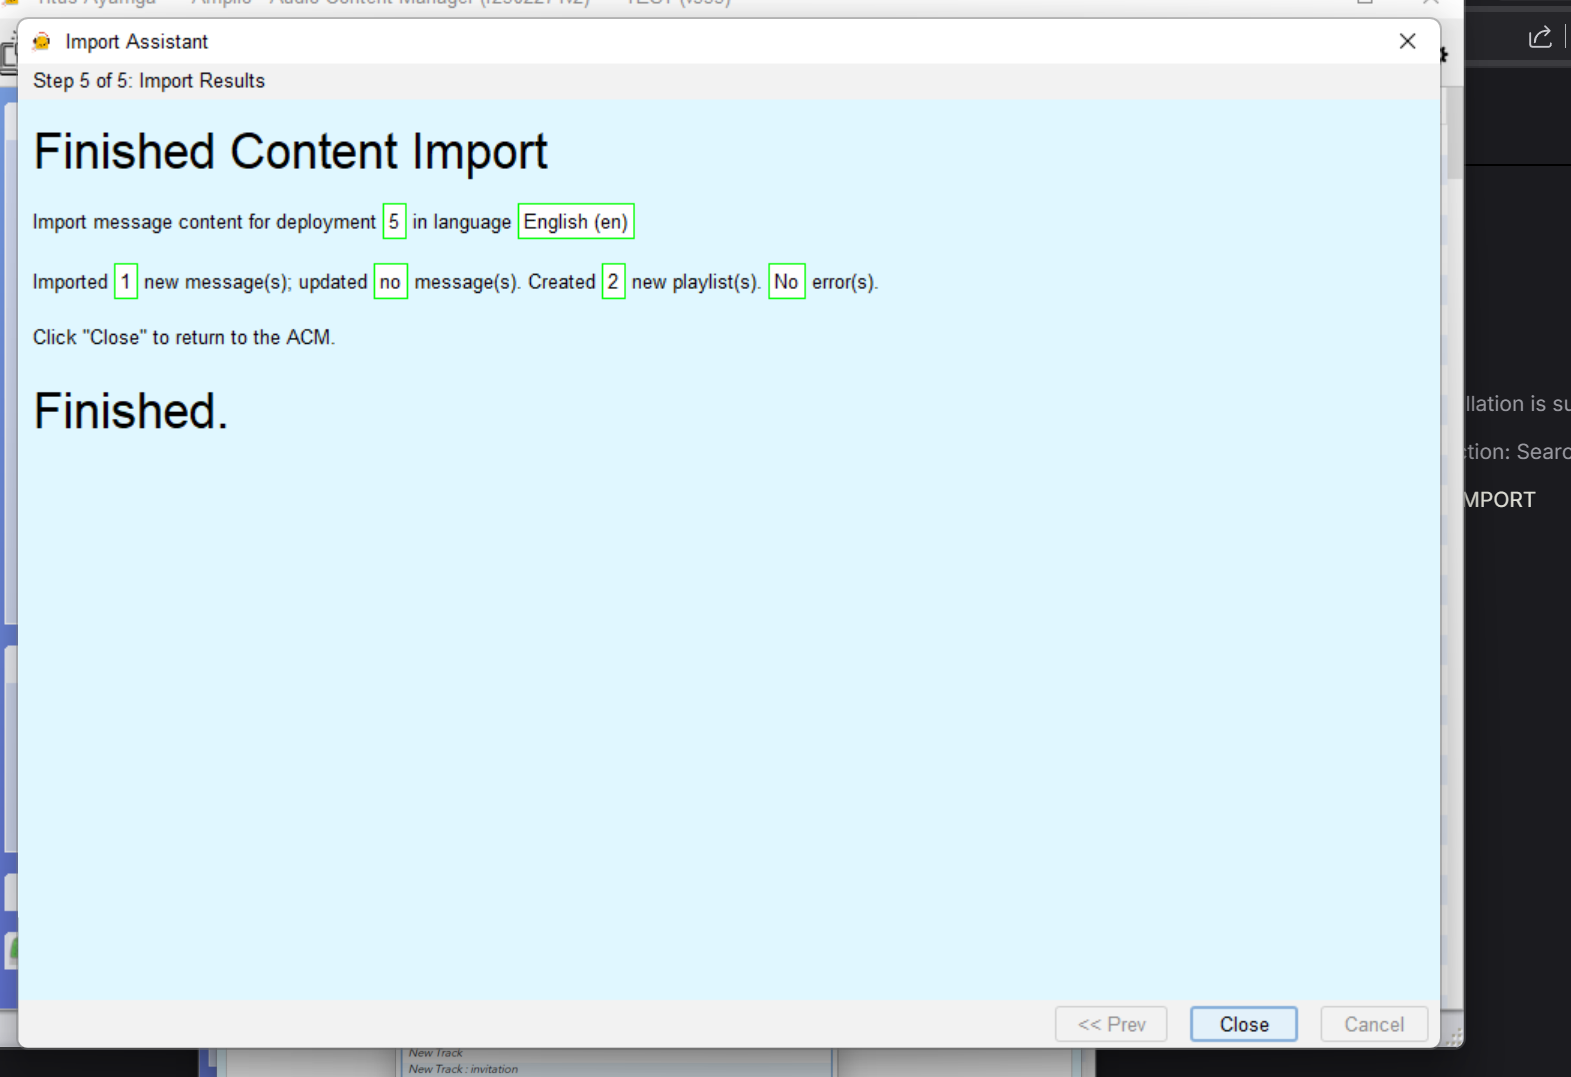 Import Assistant
Step 5 of 5: Import Results
Finished Content Import
Import message content for deployment 5 in language English (en)
Imported 1 new message(s); updated no message(s). Created 2 new playlist(s). No error(s).
Click "Close" to return to the ACM.
Finished.
llation is su
ction: Searc
MPORT
<< Prev
Close
Cancel
New Track
New Track : invitation